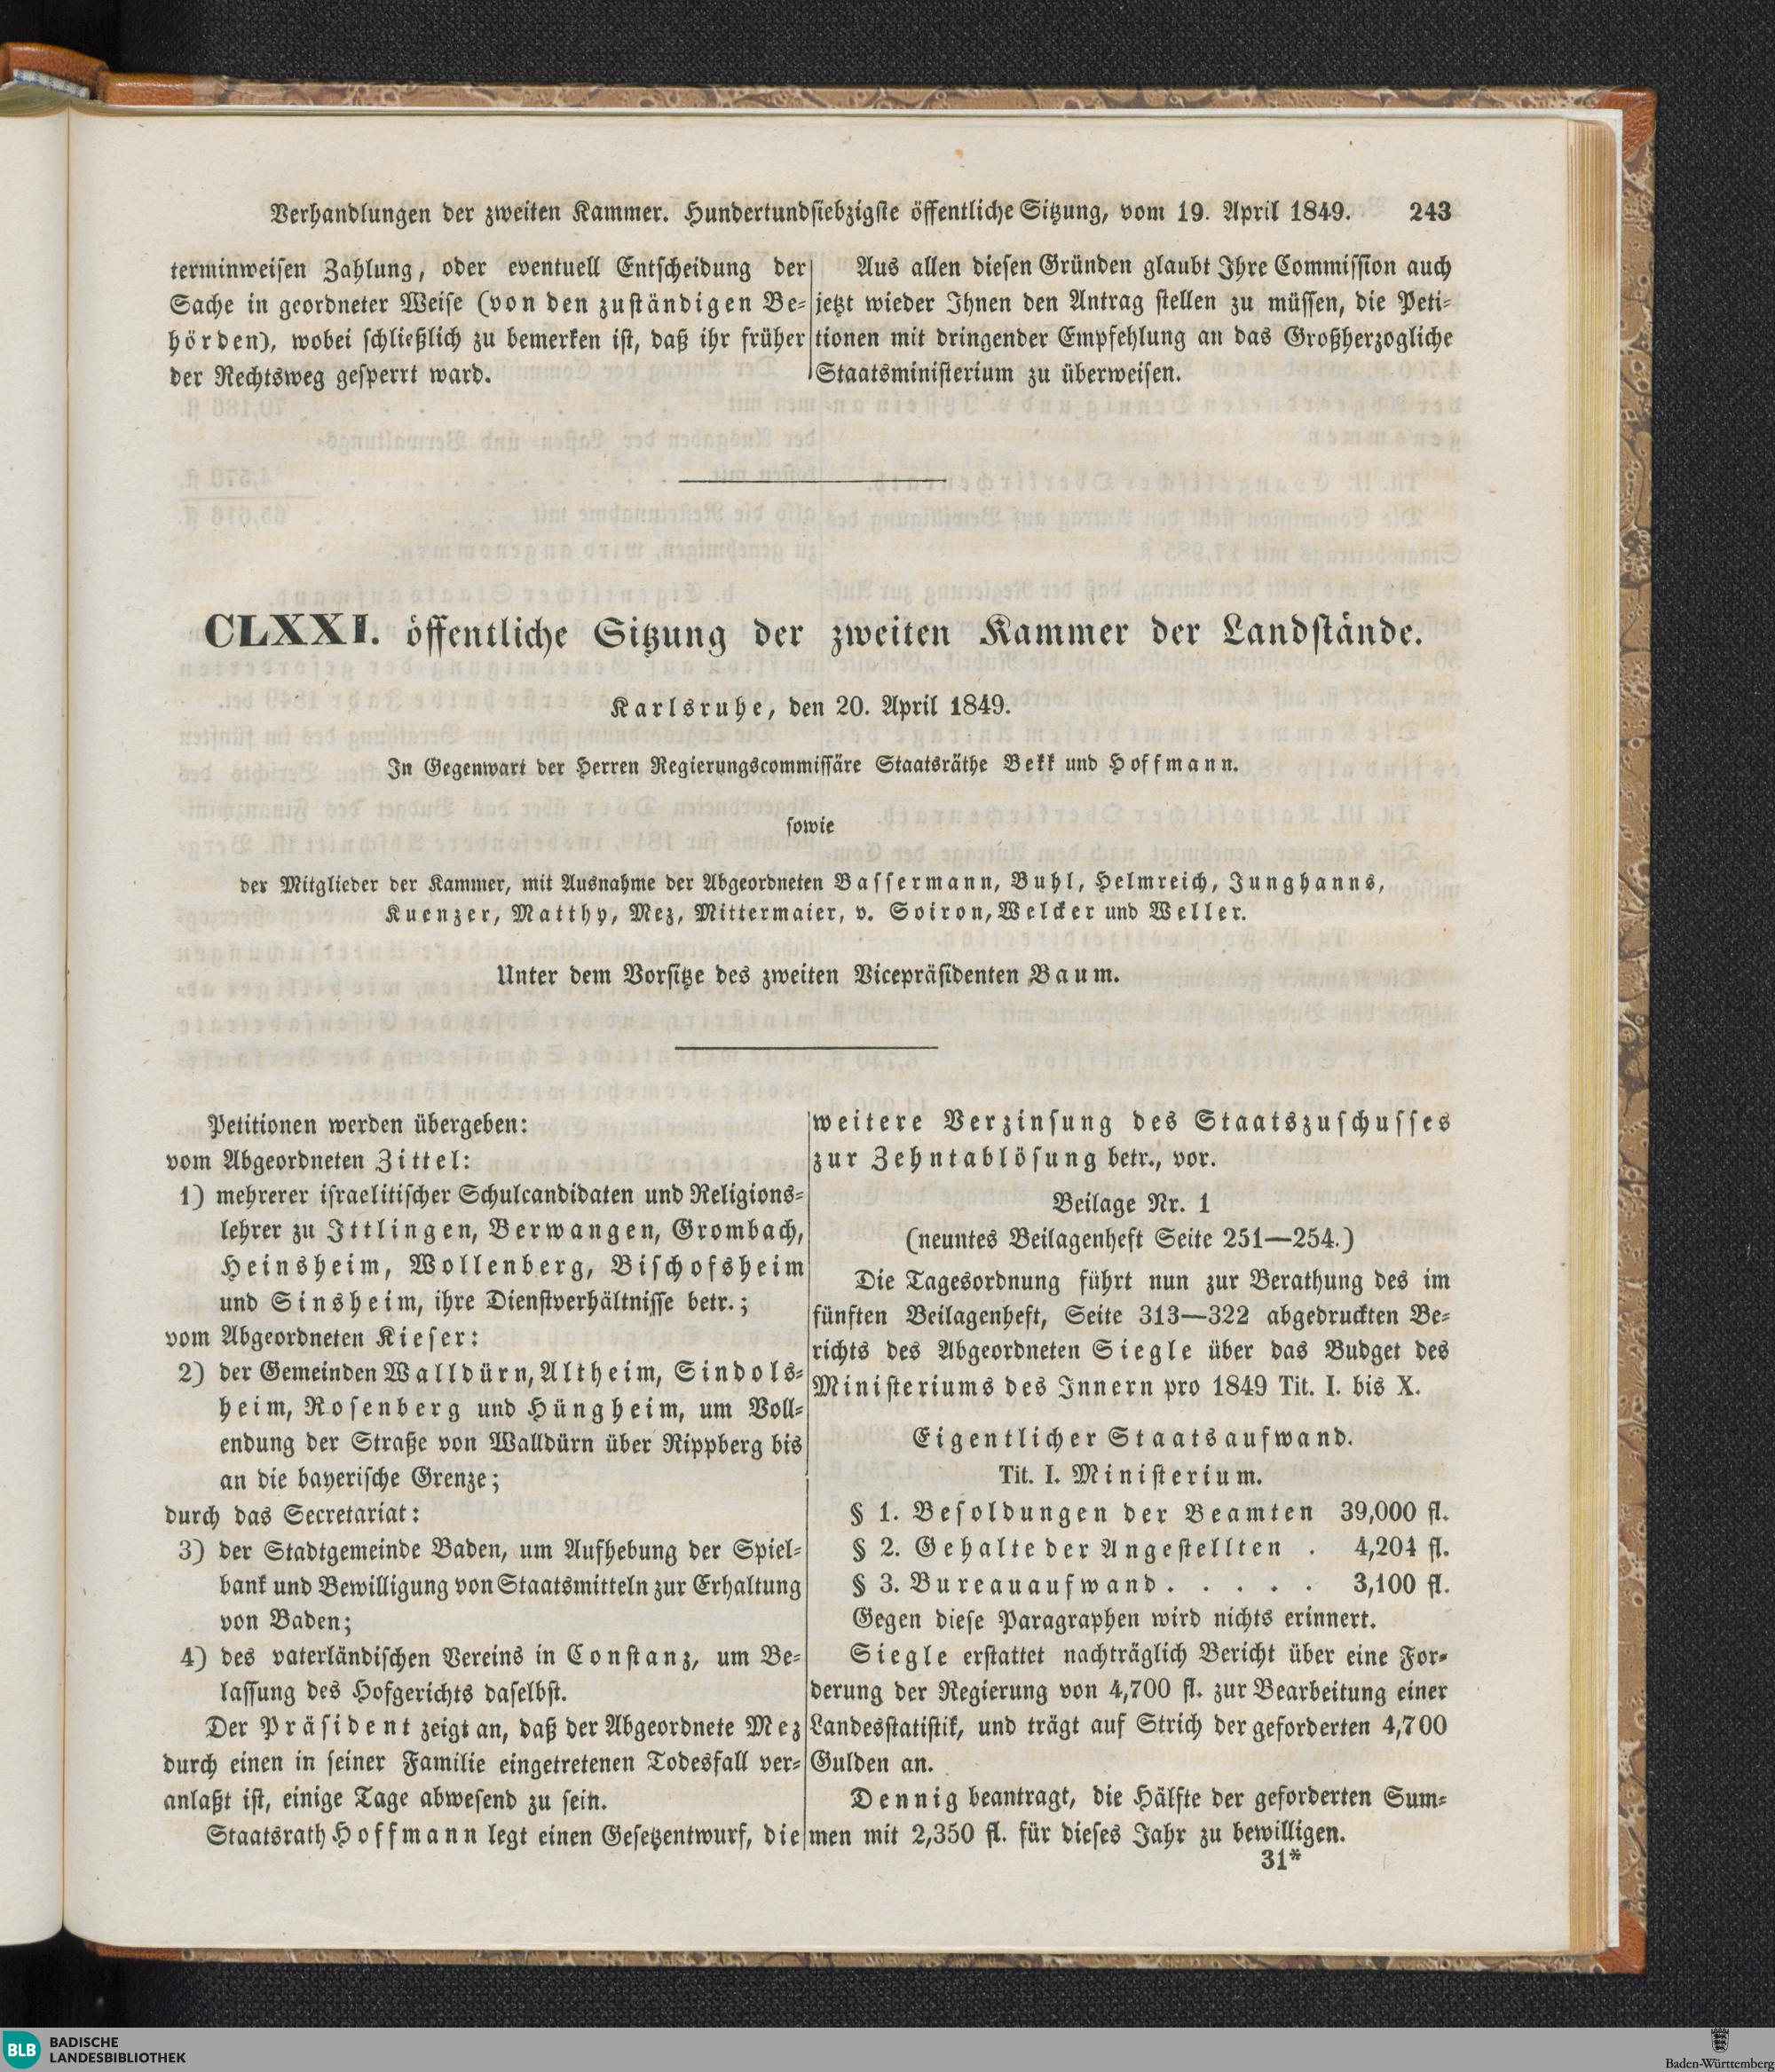 Verhandlungen der zweiten Kammer. Hundertundsiebzigste öffentliche Sitzung, vom 19. April 1849. 243
terminweisen Zahlung, oder eventuell Entscheidung der
Sache in geordneter Weise (von den zuständigen Be-
hörden), wobei schließlich zu bemerken ist, daß ihr früher
der Rechtsweg gesperrt ward.
Aus allen diesen Gründen glaubt Ihre Commission auch
jetzt wieder Ihnen den Antrag stellen zu müssen, die Peti-
tionen mit dringender Empfehlung an das Großherzogliche
Staatsministerium zu überweisen.
CLXXI. öffentliche Sitzung der zweiten Kammer der Landstände.
Karlsruhe, den 20. April 1849.
In Gegenwart der Herren Regierungscommissäre Staatsräthe Bekk und Hoffmann.
sowie
der Mitglieder der Kammer, mit Ausnahme der Abgeordneten Bassermann, Buhl, Helmreich, Junghanns,
Kuenzer, Matthy, Mez, Mittermaier, v. Soiron, Welcker und Weller.
Unter dem Vorsitze des zweiten Vicepräsidenten Baum.
Petitionen werden übergeben:
vom Abgeordneten Zittel:
1) mehrerer israelitischer Schulcandidaten und Religions-
lehrer zu Ittlingen, Berwangen, Grombach,
Heinsheim, Wollenberg, Bischofsheim
und Sinsheim, ihre Dienstverhältnisse betr.;
vom Abgeordneten Kieser:
2) der Gemeinden Walldürn, Altheim, Sindols-
heim, Rosenberg und Hüngheim, um Voll-
endung der Straße von Walldürn über Rippberg bis
an die bayerische Grenze;
durch das Secretariat:
3) der Stadtgemeinde Baden, um Aufhebung der Spiel-
bank und Bewilligung von Staatsmitteln zur Erhaltung
von Baden;
4) des vaterländischen Vereins in Constanz, um Be-
lassung des Hofgerichts daselbst.
Der Präsident zeigt an, daß der Abgeordnete Mez
durch einen in seiner Familie eingetretenen Todesfall ver-
anlaßt ist, einige Tage abwesend zu sein.
Staatsrath Hoffmann legt einen Gesetzentwurf, die
weitere Verzinsung des Staatszuschusses
zur Zehntablösung betr., vor.
Beilage Nr. 1
(neuntes Beilagenheft Seite 251—254.)
Die Tagesordnung führt nun zur Berathung des im
fünften Beilagenheft, Seite 313—322 abgedruckten Be-
richts des Abgeordneten Siegle über das Budget des
Ministeriums des Innern pro 1849 Tit. I. bis X.
Eigentlicher Staatsaufwand.
Tit. I. Ministerium.
§ 1. Besoldungen der Beamten 39,000 fl.
§ 2. Gehalte der Angestellten . 4,204 fl.
§ 3. Bureauaufwand . . . . . 3,100 fl.
Gegen diese Paragraphen wird nichts erinnert.
Siegle erstattet nachträglich Bericht über eine For-
derung der Regierung von 4,700 fl. zur Bearbeitung einer
Landesstatistik, und trägt auf Strich der geforderten 4,700
Gulden an.
Dennig beantragt, die Hälfte der geforderten Sum-
men mit 2,350 fl. für dieses Jahr zu bewilligen.
31*
BLB BADISCHE
LANDESBIBLIOTHEK
Baden-Württemberg